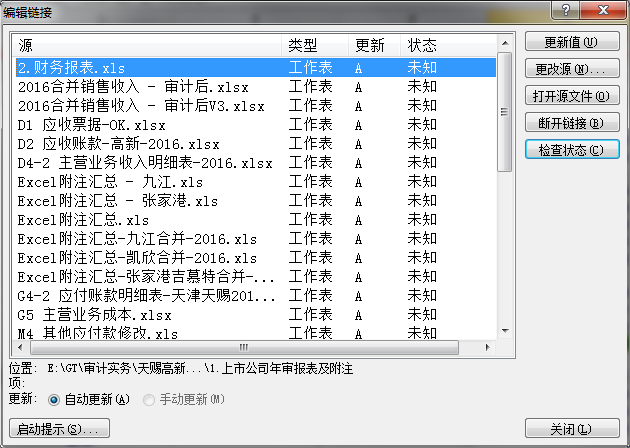 编辑链接
源 类型 更新 状态
2.财务报表.xls 工作表 A 未知
2016合并销售收入 - 审计后.xlsx 工作表 A 未知
2016合并销售收入 - 审计后V3.xlsx 工作表 A 未知
D1 应收票据-OK.xlsx 工作表 A 未知
D2 应收账款-高新-2016.xlsx 工作表 A 未知
D4-2 主营业务收入明细表-2016.xlsx 工作表 A 未知
Excel附注汇总 - 九江.xls 工作表 A 未知
Excel附注汇总 - 张家港.xls 工作表 A 未知
Excel附注汇总.xls 工作表 A 未知
Excel附注汇总-九江合并-2016.xls 工作表 A 未知
Excel附注汇总-凯欣合并-2016.xls 工作表 A 未知
Excel附注汇总-张家港吉慕特合并-... 工作表 A 未知
G4-2 应付账款明细表-天津天赐201... 工作表 A 未知
G5 主营业务成本.xlsx 工作表 A 未知
M4 其他应付款修改.xls 工作表 A 未知
更新值(U)
更改源(N)...
打开源文件(O)
断开链接(B)
检查状态(C)
位置: E:\GT\审计实务\天赐高新...\1.上市公司年审报表及附注
项:
更新: 自动更新(A) 手动更新(M)
启动提示(S)... 关闭(L)